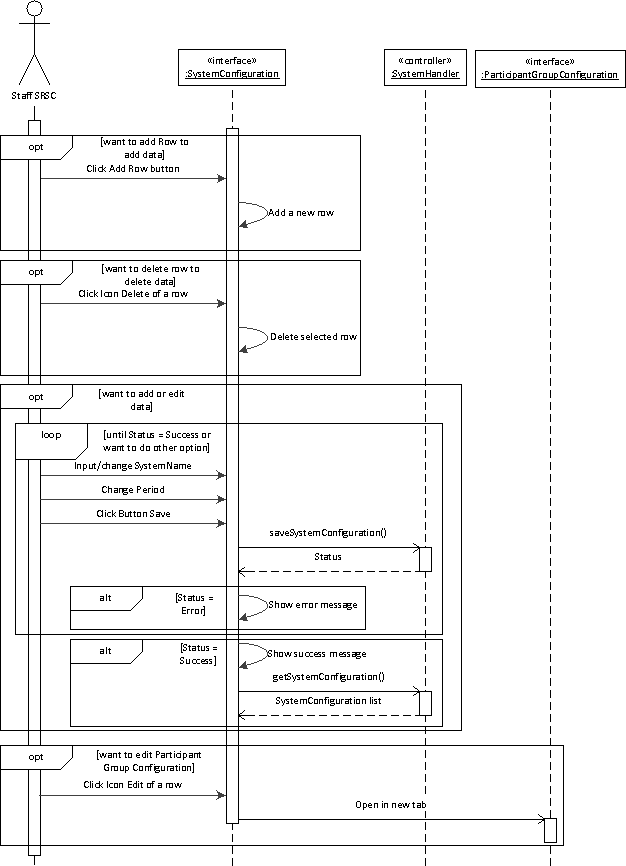 «interface»
:SystemConfiguration
«controller»
:SystemHandler
«interface»
:ParticipantGroupConfiguration
Staff SRSC
opt
[want to add Row to
add data]
Click Add Row button
Add a new row
opt
[want to delete row to
delete data]
Click Icon Delete of a row
Delete selected row
opt
[want to add or edit
data]
loop
[until Status = Success or
want to do other option]
Input/change SystemName
Change Period
Click Button Save
saveSystemConfiguration()
Status
alt
[Status =
Error]
Show error message
alt
[Status =
Success]
Show success message
getSystemConfiguration()
SystemConfiguration list
opt
[want to edit Participant
Group Configuration]
Click Icon Edit of a row
Open in new tab